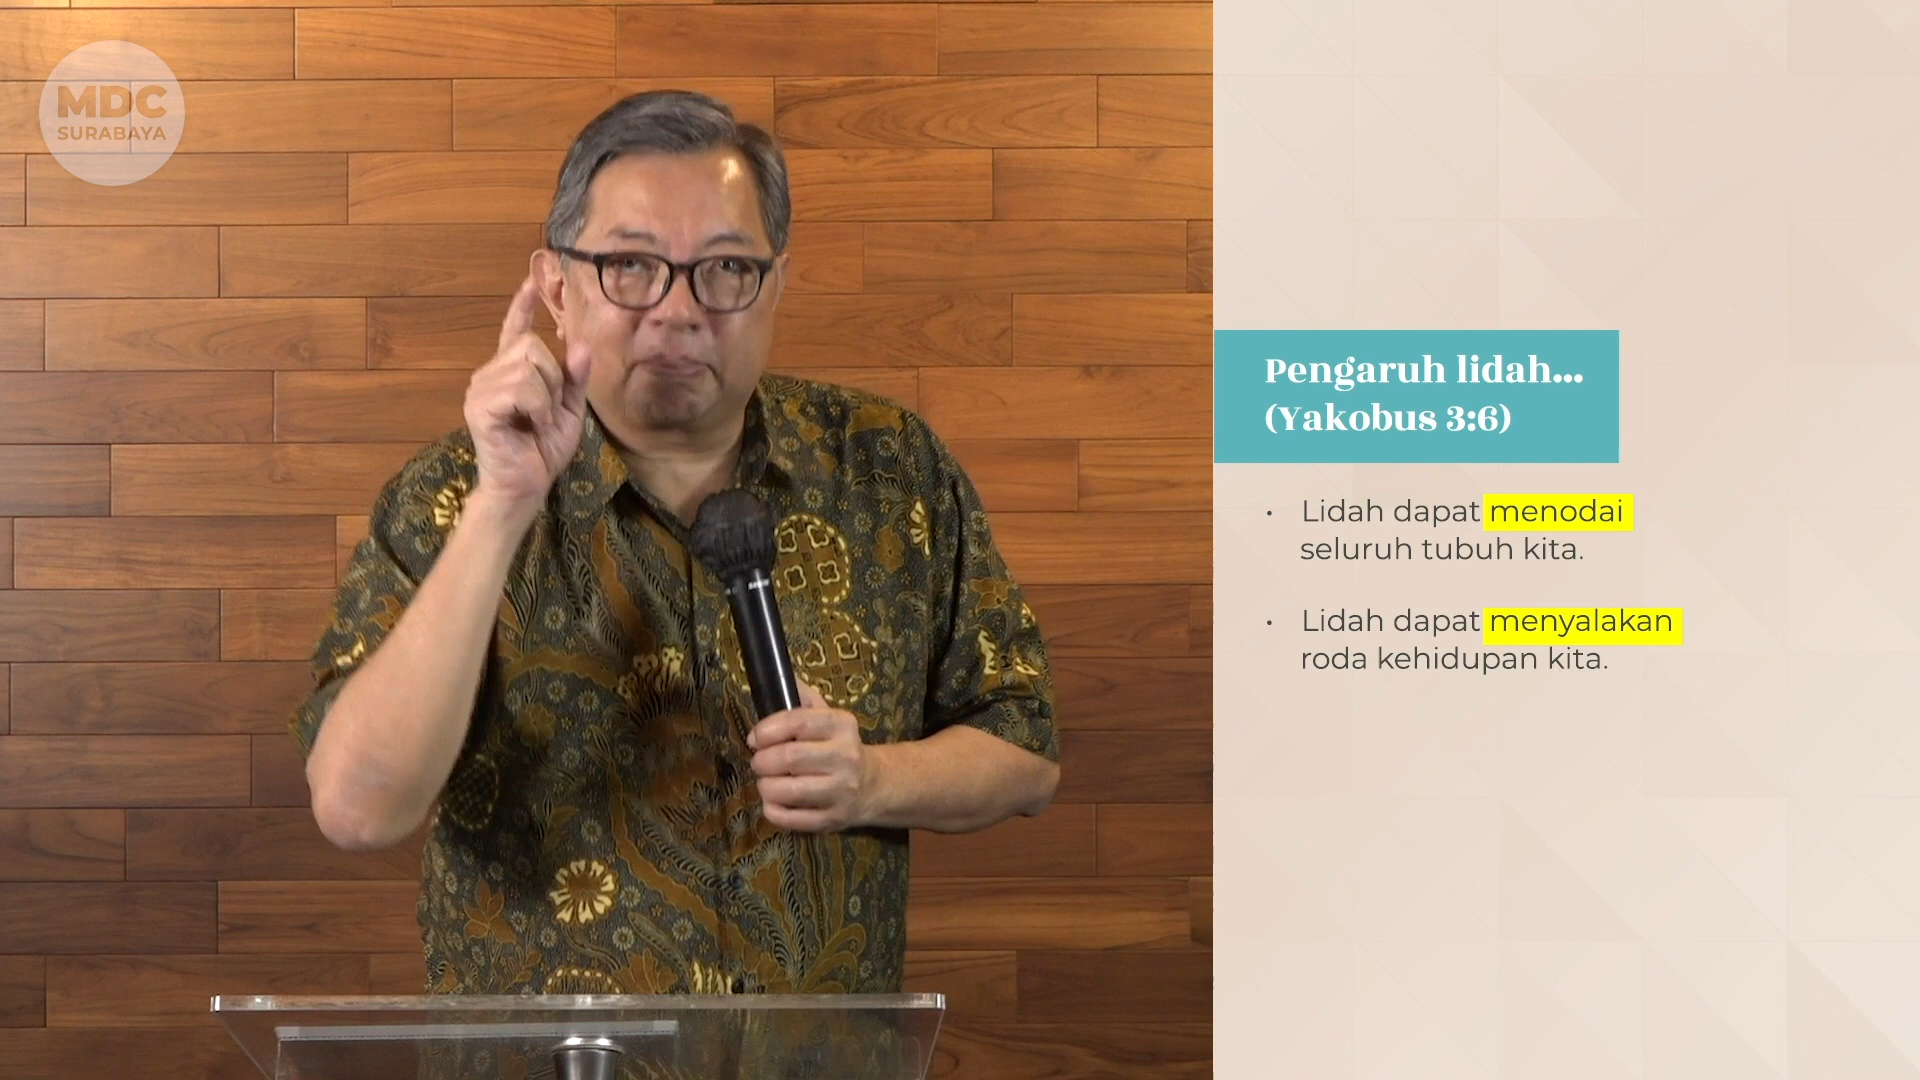 MDC
SURABAYA
Pengaruh lidah...
(Yakobus 3:6)
• Lidah dapat menodai
seluruh tubuh kita.
• Lidah dapat menyalakan
roda kehidupan kita.